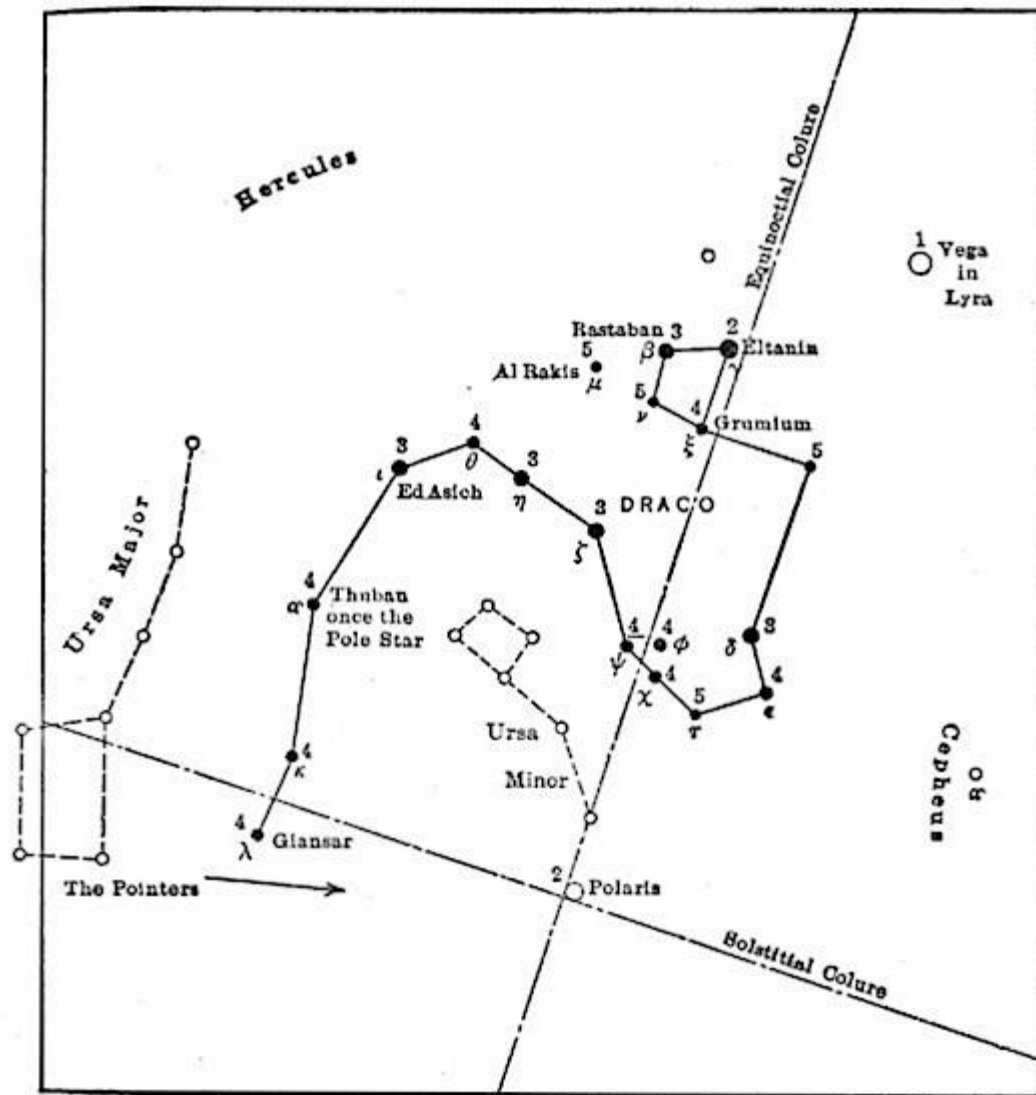 Hercules
Equinoctial Colure
1 Vega
in
Lyra
Rastaban 3
2
Eltanin
β
γ
5
Al Rakis
μ
5
ν
4
Grumium
ξ
5
4
θ
3
ι
Ed Asich
3
η
3
DRACO
ζ
Ursa Major
4
α
Thuban
once the
Pole Star
4
ψ
4
φ
3
δ
4
χ
4
ε
5
τ
Ursa
Minor
4
κ
Cepheus
4
λ
Giansar
The Pointers
2
Polaris
Solstitial Colure